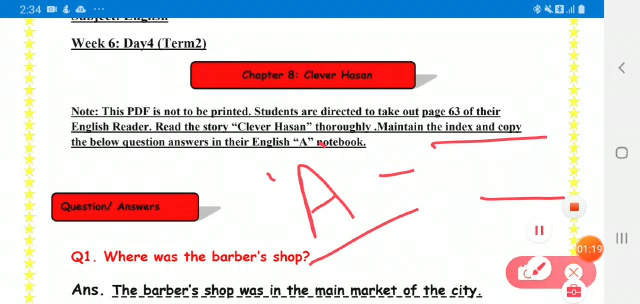 2:34
Subject: English
Week 6: Day4 (Term2)
Chapter 8: Clever Hasan
Note: This PDF is not to be printed. Students are directed to take out page 63 of their
English Reader. Read the story “Clever Hasan” thoroughly .Maintain the index and copy
the below question answers in their English “A” notebook.
A
Question/ Answers
Q1. Where was the barber's shop?
01:19
Ans. The barber's shop was in the main market of the city.